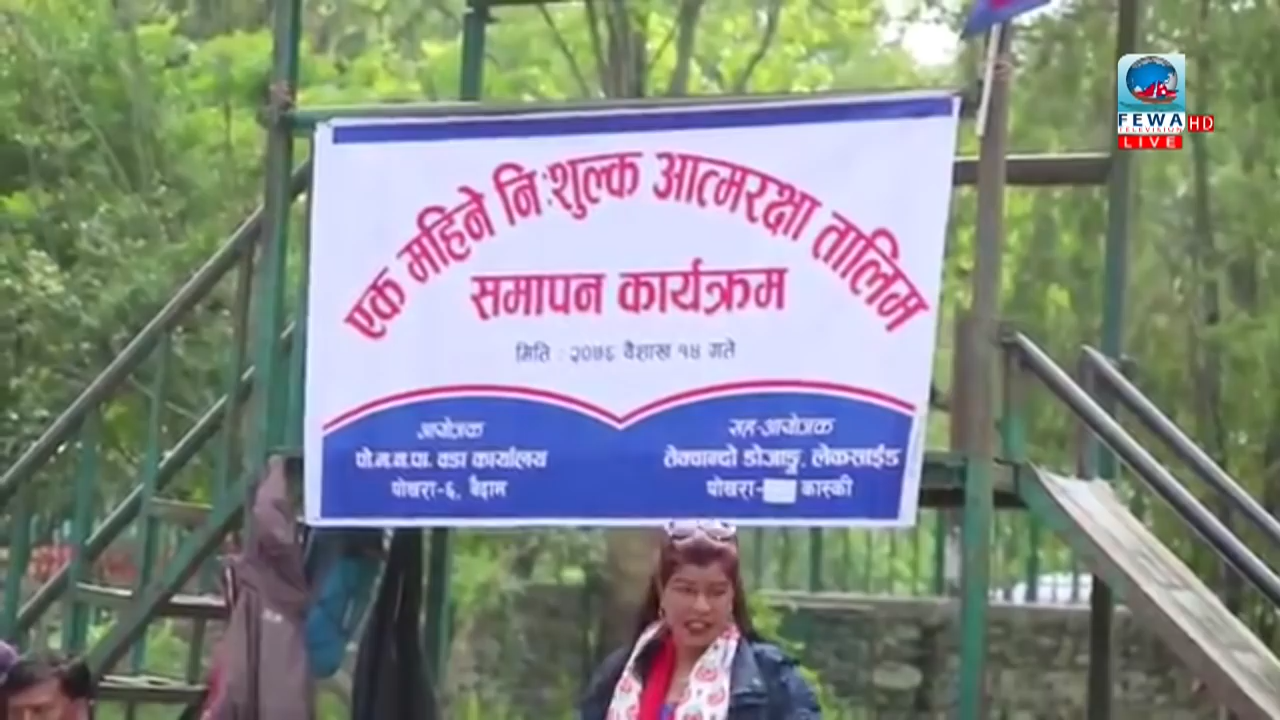 एक महिने निःशुल्क आत्मरक्षा तालिम
समापन कार्यक्रम
मिति : २०७६ वैशाख १४ गते
आयोजक
पो.म.न.पा. वडा कार्यालय
पोखरा-६, बैदाम
सह-आयोजक
तेक्वान्दो डोजाङ्ग, लेकसाईड
पोखरा- कास्की
FEWA HD
TELEVISION
LIVE